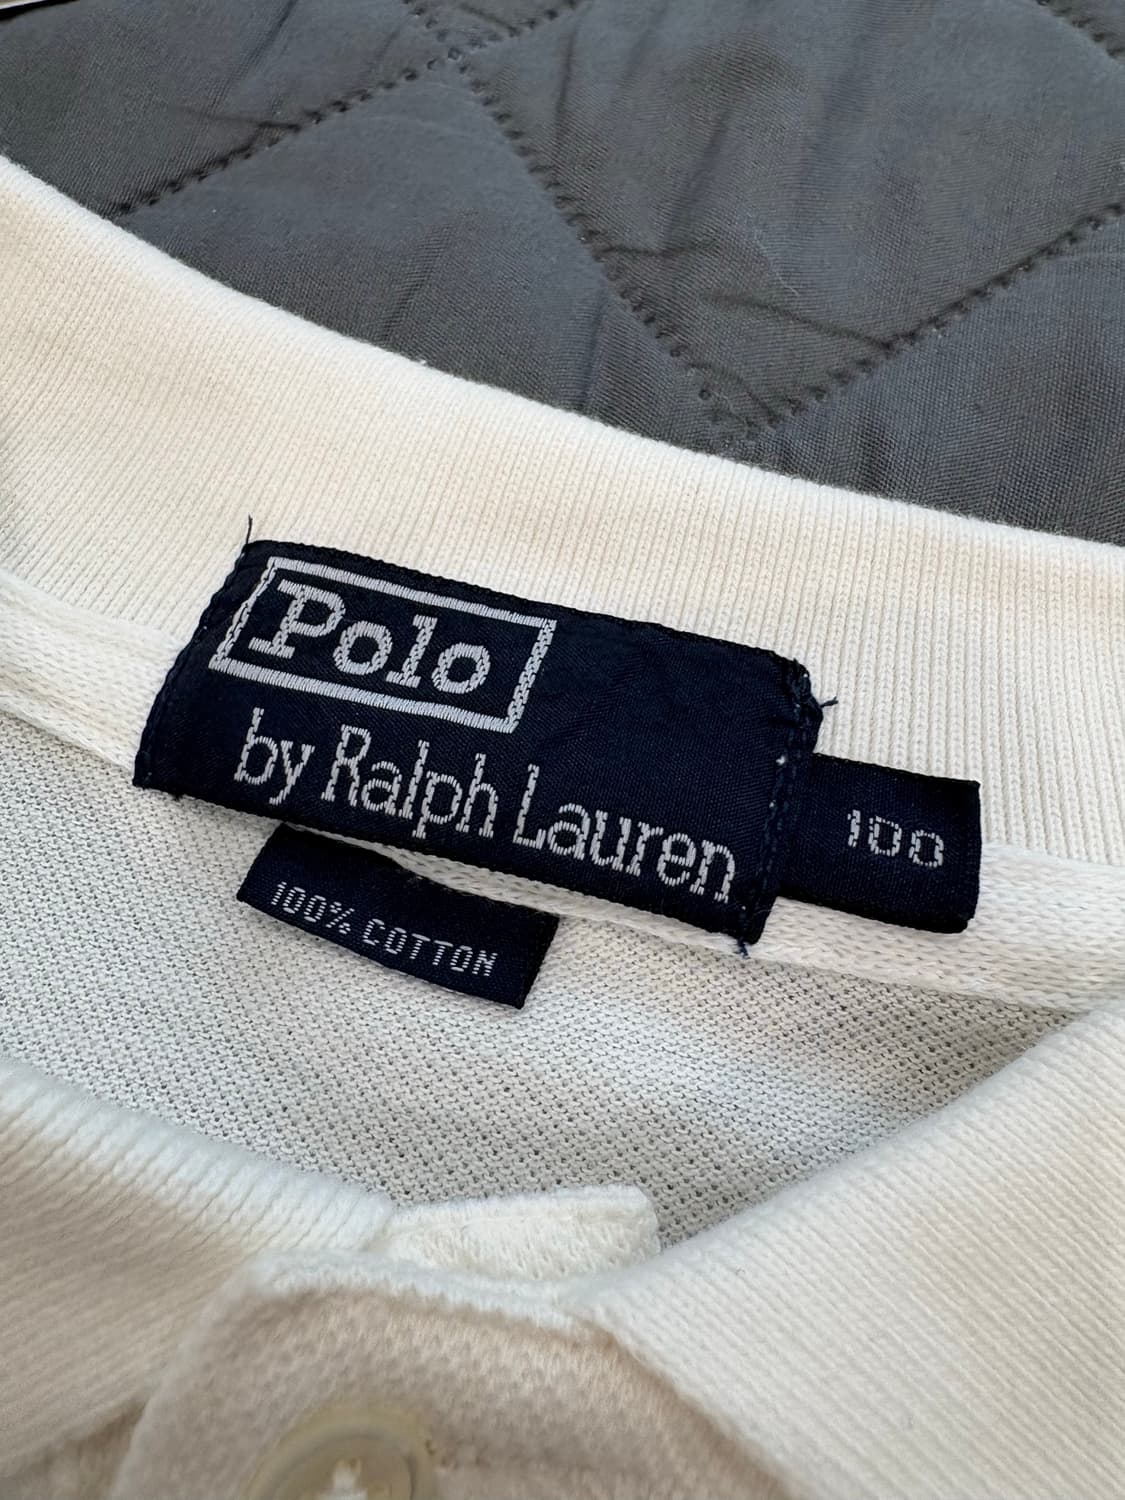 Polo
by Ralph Lauren
100
100% COTTON